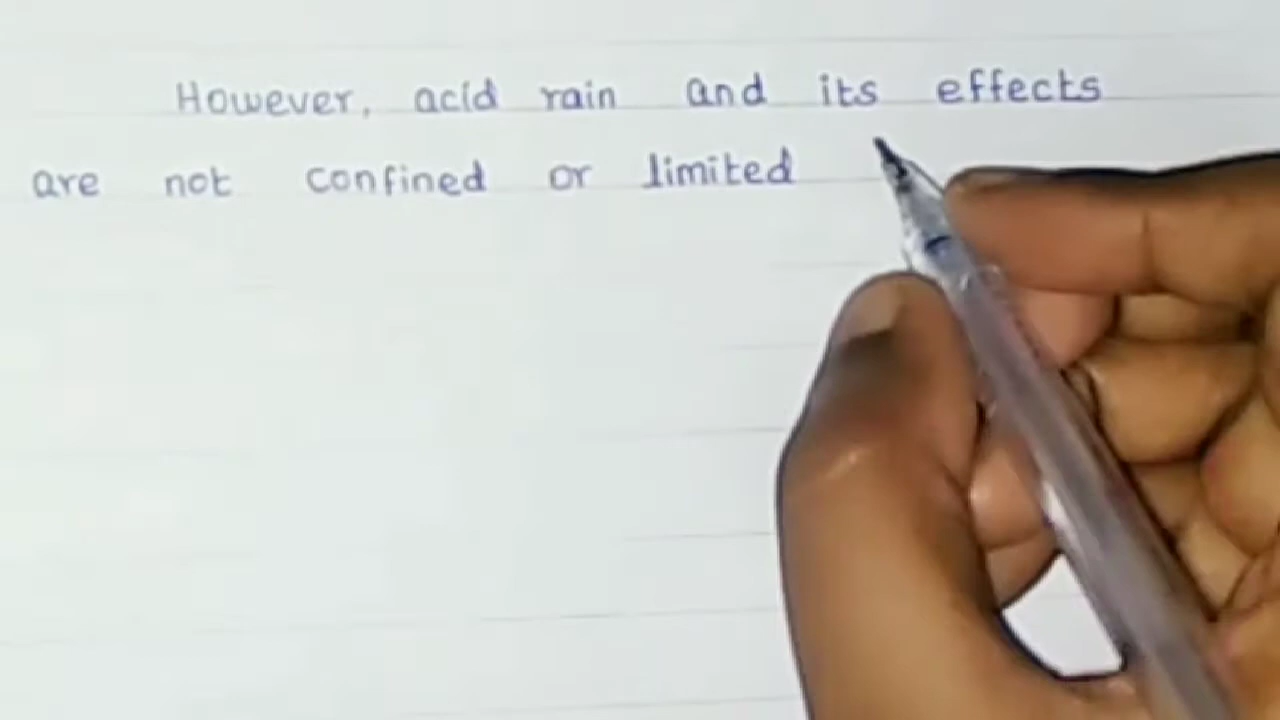 However, acid rain and its effects
are not confined or limited